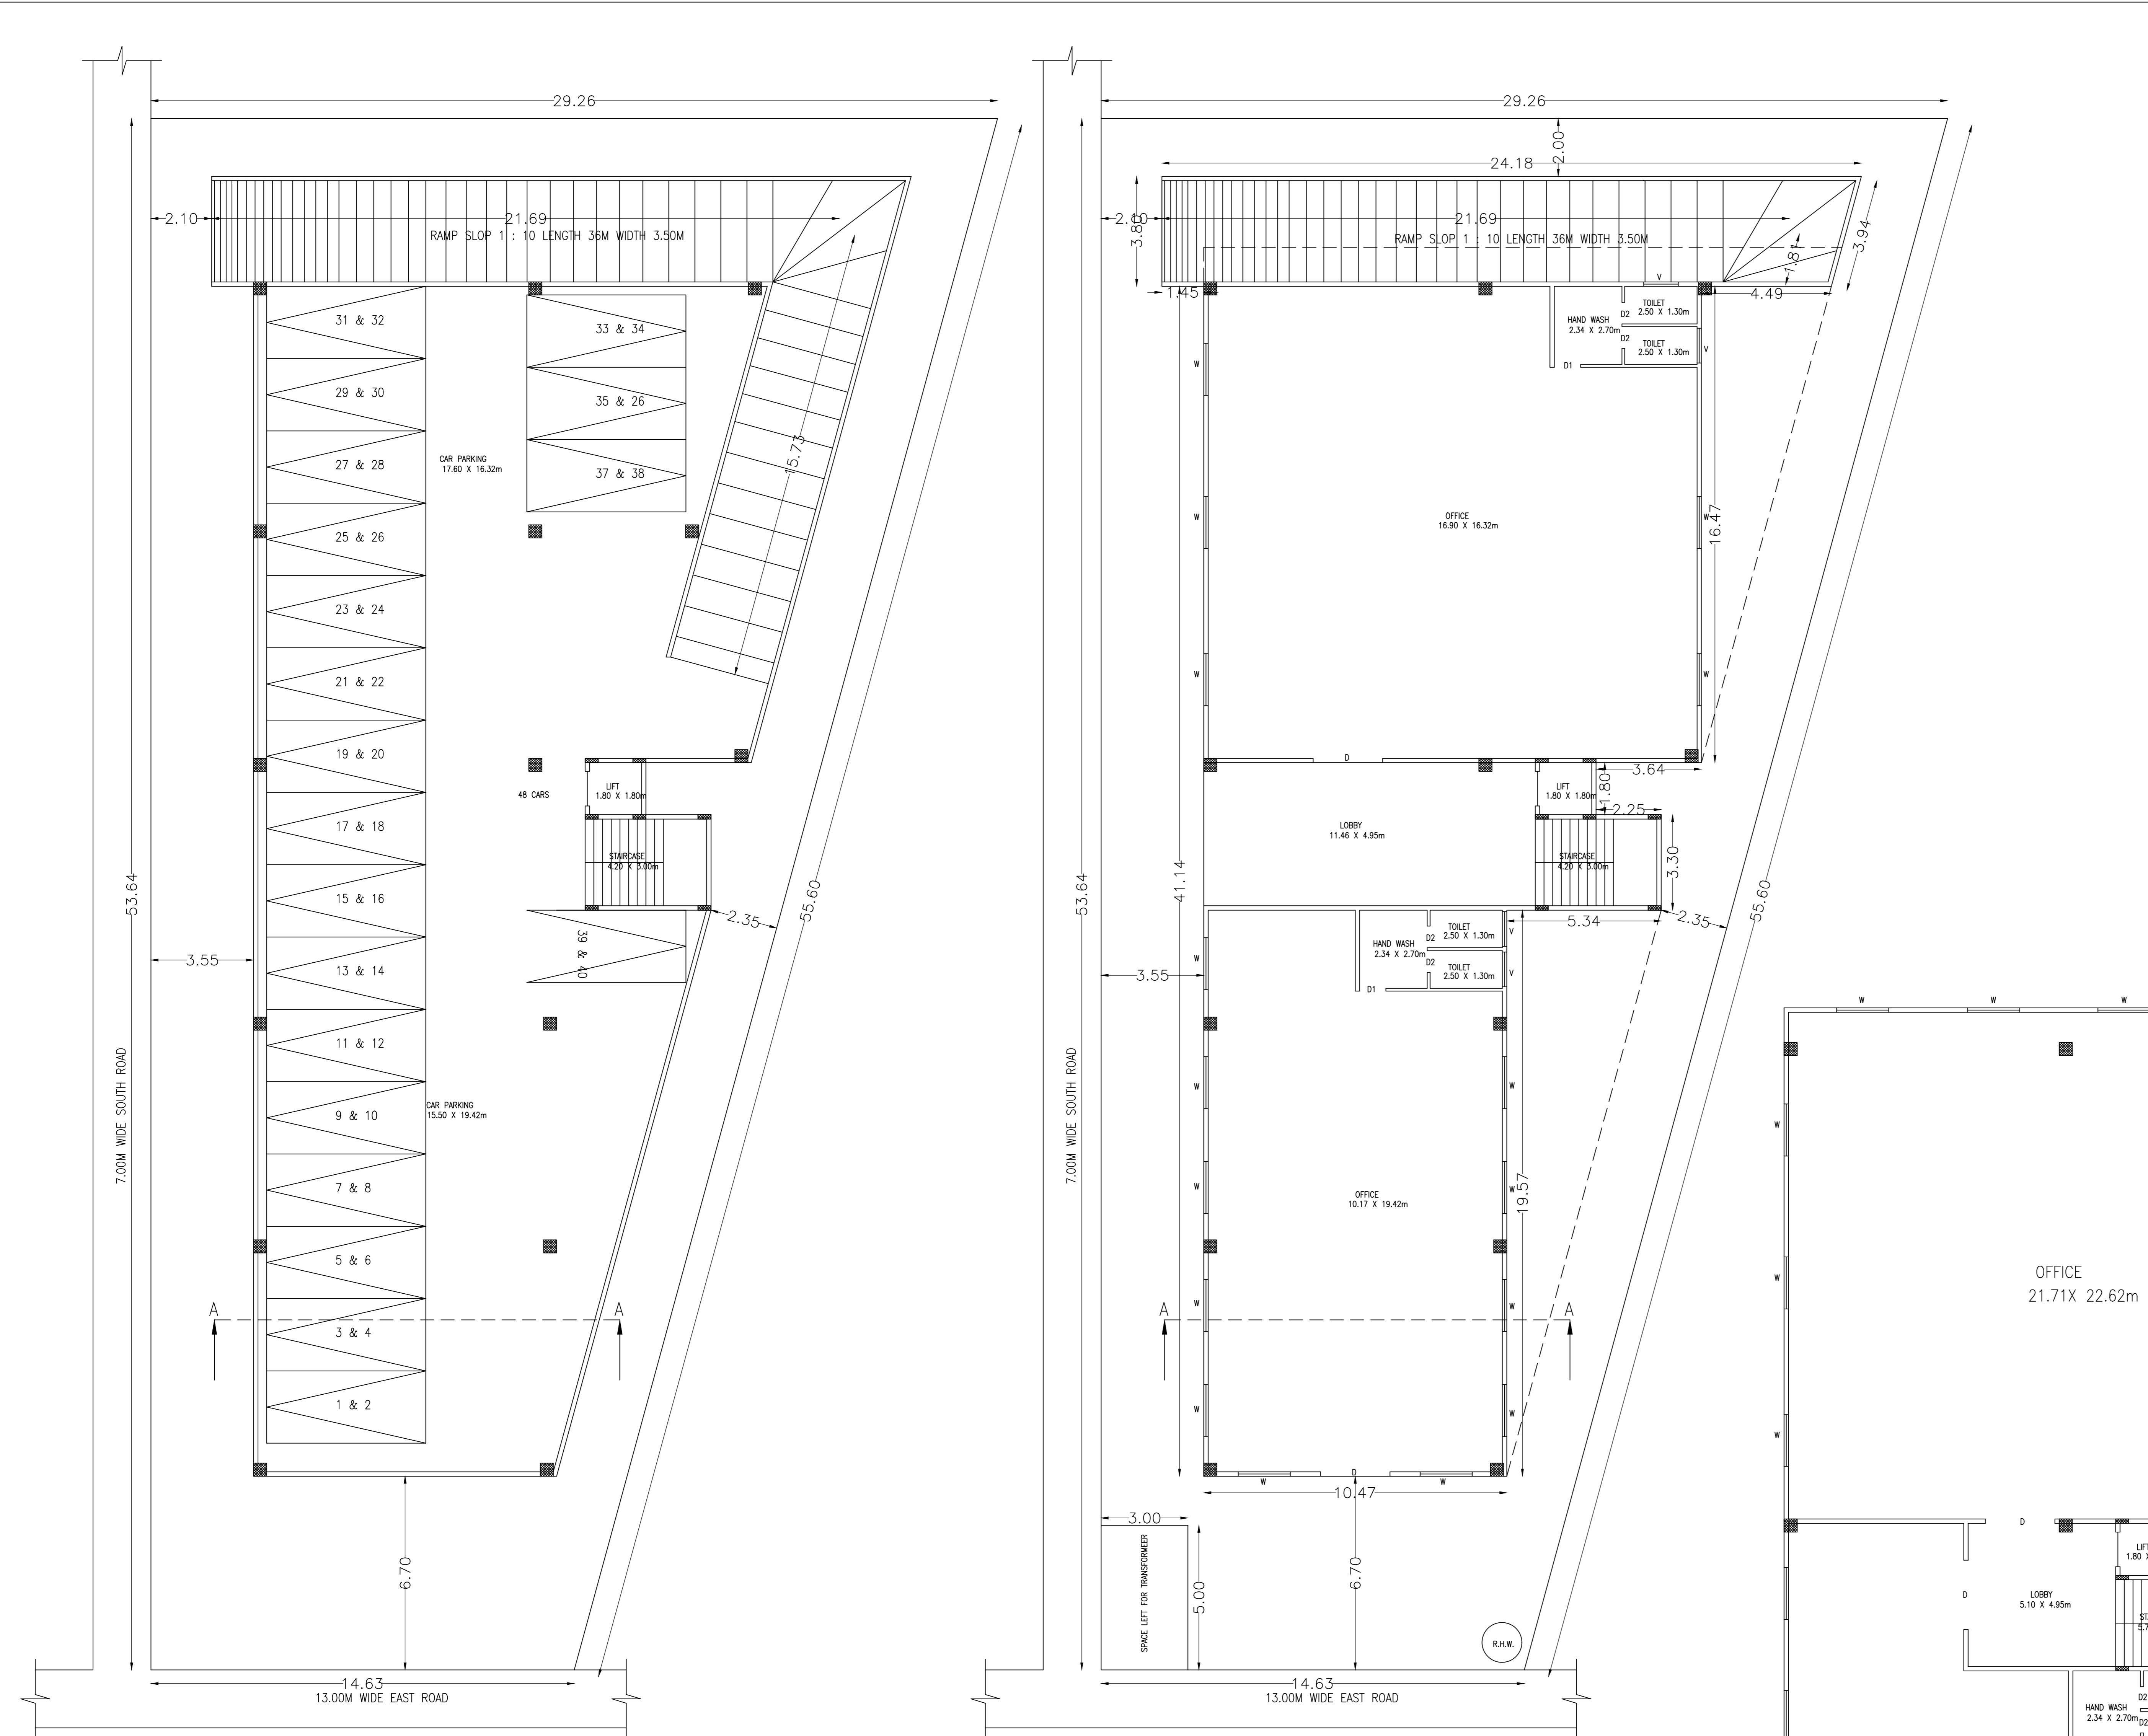 29.26
2.10
21.69
RAMP SLOP 1 : 10 LENGTH 36M WIDTH 3.50M
31 & 32
33 & 34
29 & 30
35 & 26
CAR PARKING
17.60 X 16.32m
27 & 28
37 & 38
15.73
25 & 26
23 & 24
21 & 22
19 & 20
48 CARS
LIFT
1.80 X 1.80m
17 & 18
STAIRCASE
4.20 X 3.00m
15 & 16
2.35
55.60
53.64
39 & 40
3.55
13 & 14
11 & 12
7.00M WIDE SOUTH ROAD
CAR PARKING
15.50 X 19.42m
9 & 10
7 & 8
5 & 6
A
A
3 & 4
1 & 2
6.70
14.63
13.00M WIDE EAST ROAD
29.26
2.00
24.18
2.10
3.80
21.69
RAMP SLOP 1 : 10 LENGTH 36M WIDTH 3.50M
3.94
1.81
1.45
V
4.49
TOILET
2.50 X 1.30m
D2
HAND WASH
2.34 X 2.70m
D2
TOILET
2.50 X 1.30m
V
D1
W
W
OFFICE
16.90 X 16.32m
W
16.47
W
W
D
3.64
LIFT
1.80 X 1.80m
1.80
2.25
LOBBY
11.46 X 4.95m
STAIRCASE
4.20 X 3.00m
3.30
41.14
53.64
55.60
2.35
5.34
TOILET
2.50 X 1.30m
D2
V
HAND WASH
2.34 X 2.70m
D2
TOILET
2.50 X 1.30m
V
W
D1
3.55
7.00M WIDE SOUTH ROAD
W
W
W
W
19.57
OFFICE
10.17 X 19.42m
A
A
W
W
W
W
W
D
W
10.47
3.00
SPACE LEFT FOR TRANSFORMEER
5.00
6.70
R.H.W.
14.63
13.00M WIDE EAST ROAD
W
W
W
W
W
W
OFFICE
21.71X 22.62m
D
LIFT
1.80 X
D
LOBBY
5.10 X 4.95m
HAND WASH
2.34 X 2.70m
D2
D2